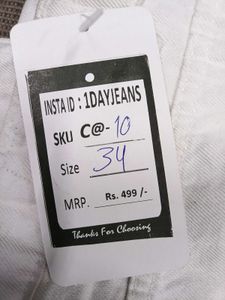 INSTA ID : 1DAYJEANS
SKU C@-10
Size 34
MRP. Rs. 499 /-
Thanks For Choosing